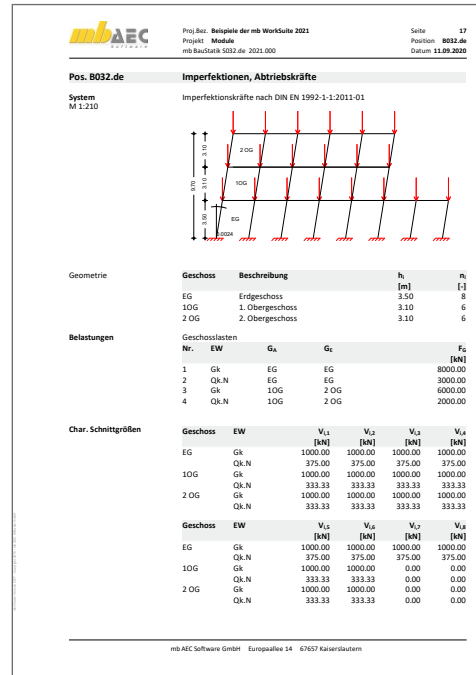 mbAEC
Software
Proj.Bez. Beispiele der mb WorkSuite 2021 Seite 17
Projekt Module Position B032.de
mb BauStatik S032.de 2021.000 Datum 11.09.2020
Pos. B032.de Imperfektionen, Abtriebskräfte
System Imperfektionskräfte nach DIN EN 1992-1-1:2011-01
M 1:210
3.10
2 OG
9.70
3.10
1OG
3.50
EG
0.0024
Geometrie Geschoss Beschreibung hᵢ nᵢ
[m] [-]
EG Erdgeschoss 3.50 8
1OG 1. Obergeschoss 3.10 6
2 OG 2. Obergeschoss 3.10 6
Belastungen Geschosslasten
Nr. EW G_A G_E F_G
[kN]
1 Gk EG EG 8000.00
2 Qk.N EG EG 3000.00
3 Gk 1OG 2 OG 6000.00
4 Qk.N 1OG 2 OG 2000.00
Char. Schnittgrößen Geschoss EW V_i,1 V_i,2 V_i,3 V_i,4
[kN] [kN] [kN] [kN]
EG Gk 1000.00 1000.00 1000.00 1000.00
Qk.N 375.00 375.00 375.00 375.00
1OG Gk 1000.00 1000.00 1000.00 1000.00
Qk.N 333.33 333.33 333.33 333.33
2 OG Gk 1000.00 1000.00 1000.00 1000.00
Qk.N 333.33 333.33 333.33 333.33
Geschoss EW V_i,5 V_i,6 V_i,7 V_i,8
[kN] [kN] [kN] [kN]
EG Gk 1000.00 1000.00 1000.00 1000.00
Qk.N 375.00 375.00 375.00 375.00
1OG Gk 1000.00 1000.00 0.00 0.00
Qk.N 333.33 333.33 0.00 0.00
2 OG Gk 1000.00 1000.00 0.00 0.00
Qk.N 333.33 333.33 0.00 0.00
mb AEC Software GmbH Europaallee 14 67657 Kaiserslautern